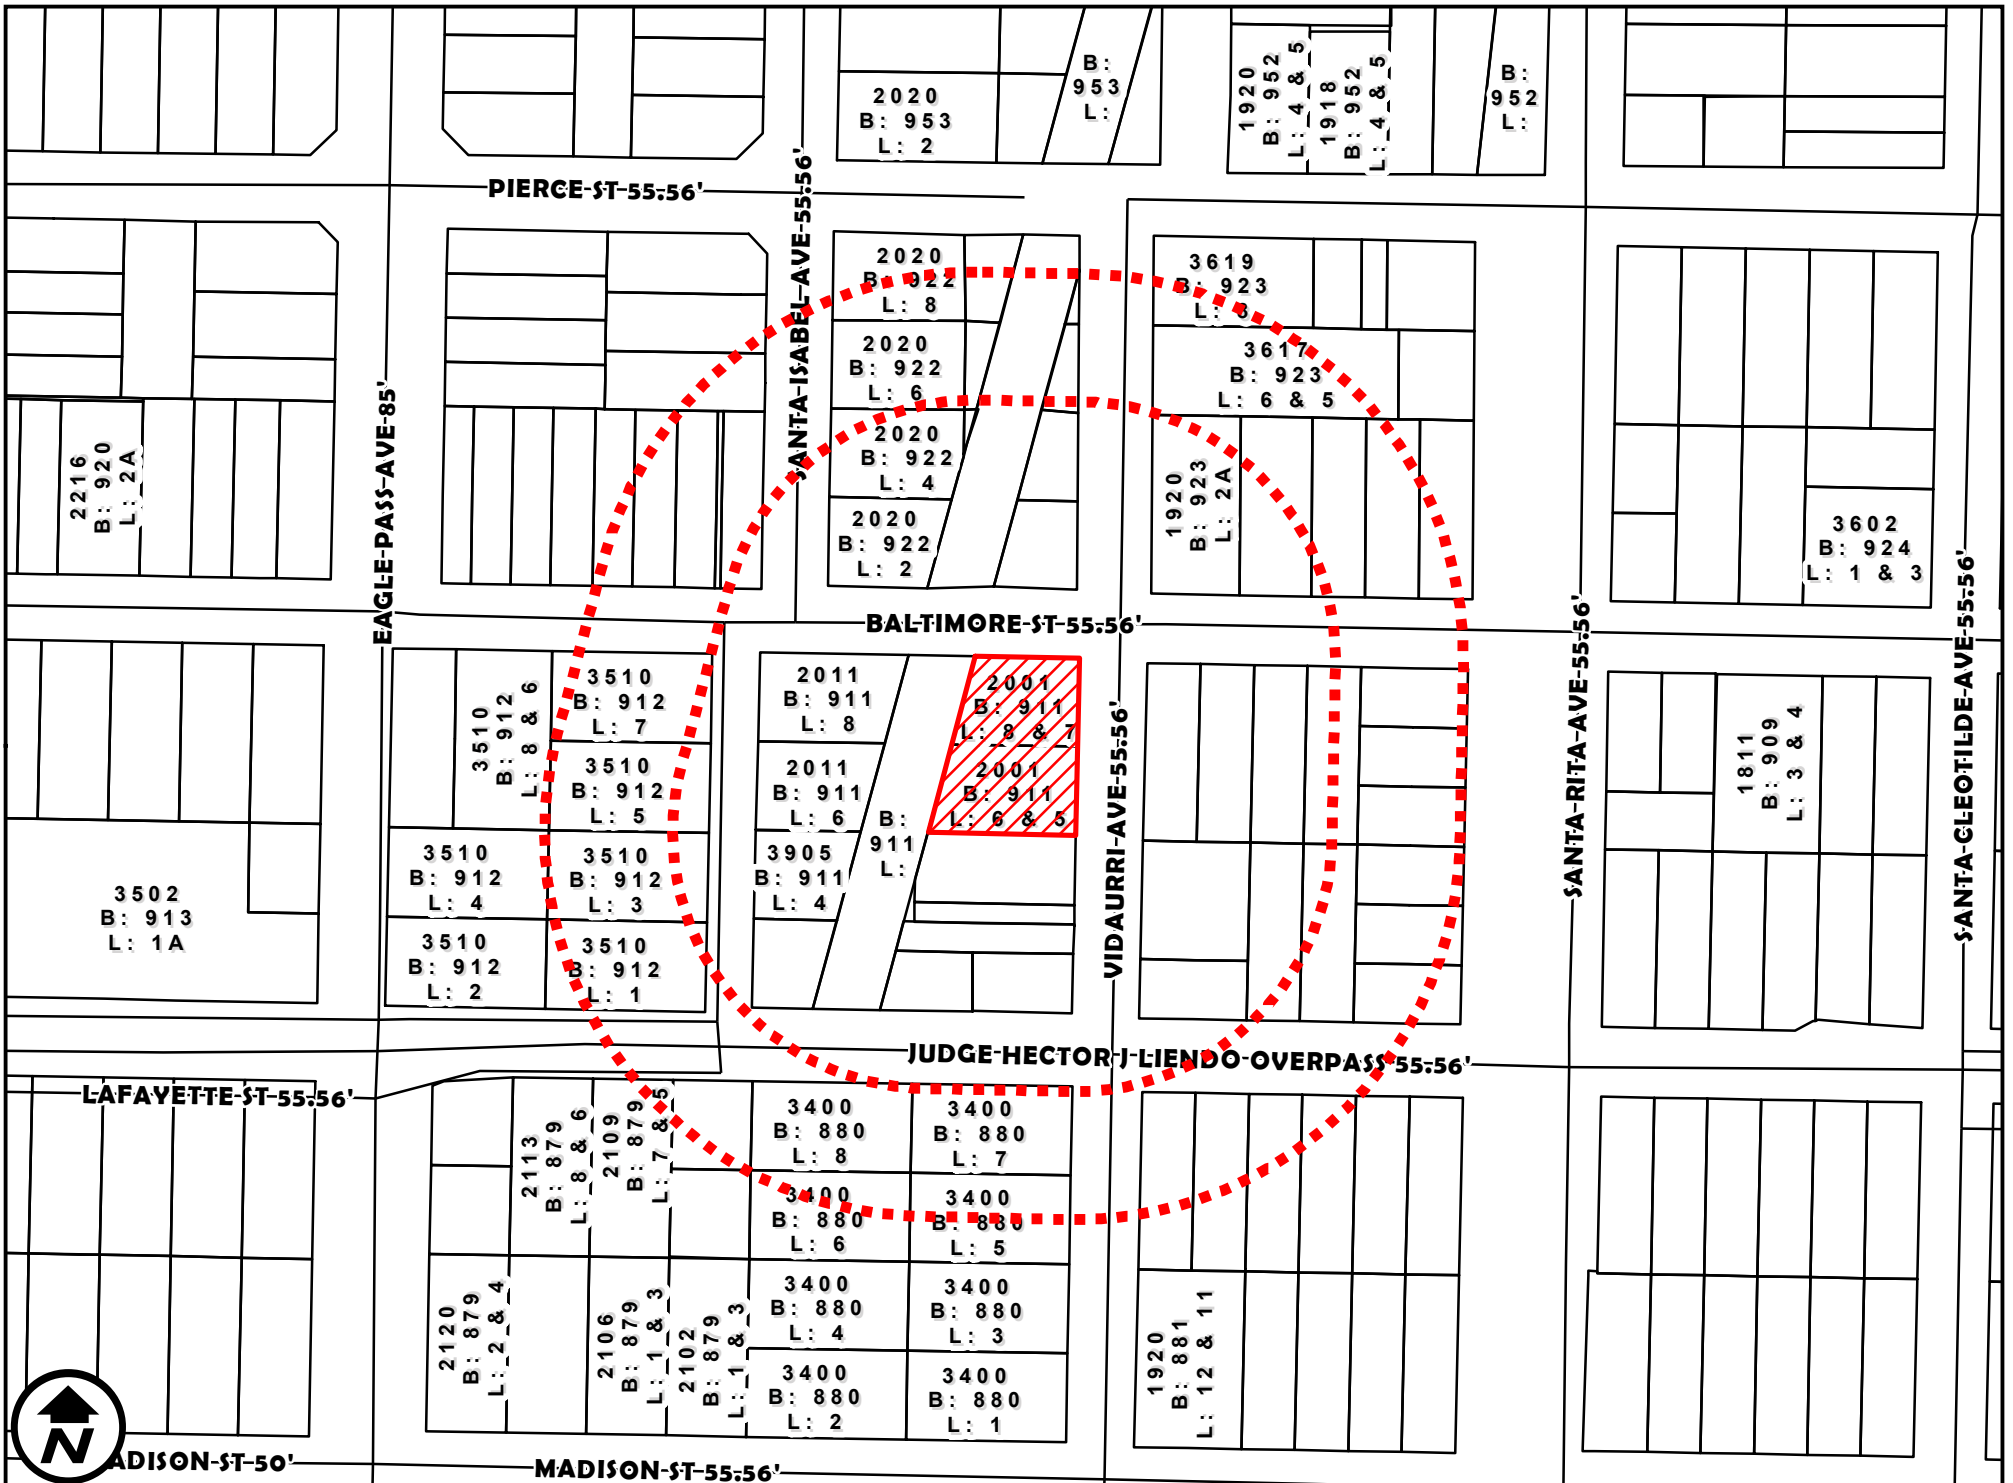 2020
B: 953
L: 2
B:
953
L:
1920
B: 952
L: 4 & 5
1918
B: 952
L: 4 & 5
B:
952
L:
PIERCE-ST-55.56'
SANTA-ISABEL-AVE-55.56'
2020
B: 922
L: 8
3619
B: 923
L: 8
2020
B: 922
L: 6
3617
B: 923
L: 6 & 5
EAGLE-PASS-AVE-85'
2216
B: 920
L: 2A
2020
B: 922
L: 4
1920
B: 923
L: 2A
2020
B: 922
L: 2
3602
B: 924
L: 1 & 3
BALTIMORE-ST-55.56'
SANTA-RITA-AVE-55.56'
SANTA-CLEOTILDE-AVE-55.56'
3510
B: 912
L: 8 & 6
3510
B: 912
L: 7
2011
B: 911
L: 8
2001
B: 911
L: 8 & 7
VIDAURRI-AVE-55.56'
1811
B: 909
L: 3 & 4
3510
B: 912
L: 5
2011
B: 911
L: 6
B:
911
L:
2001
B: 911
L: 6 & 5
3502
B: 913
L: 1A
3510
B: 912
L: 4
3510
B: 912
L: 3
3905
B: 911
L: 4
3510
B: 912
L: 2
3510
B: 912
L: 1
JUDGE-HECTOR-J-LIENDO-OVERPASS-55.56'
LAFAYETTE-ST-55.56'
2113
B: 879
L: 8 & 6
2109
B: 879
L: 7 & 5
3400
B: 880
L: 8
3400
B: 880
L: 7
3400
B: 880
L: 6
3400
B: 880
L: 5
2120
B: 879
L: 2 & 4
2106
B: 879
L: 1 & 3
2102
B: 879
L: 1 & 3
3400
B: 880
L: 4
3400
B: 880
L: 3
1920
B: 881
L: 12 & 11
3400
B: 880
L: 2
3400
B: 880
L: 1
N
ADISON-ST-50'
MADISON-ST-55.56'